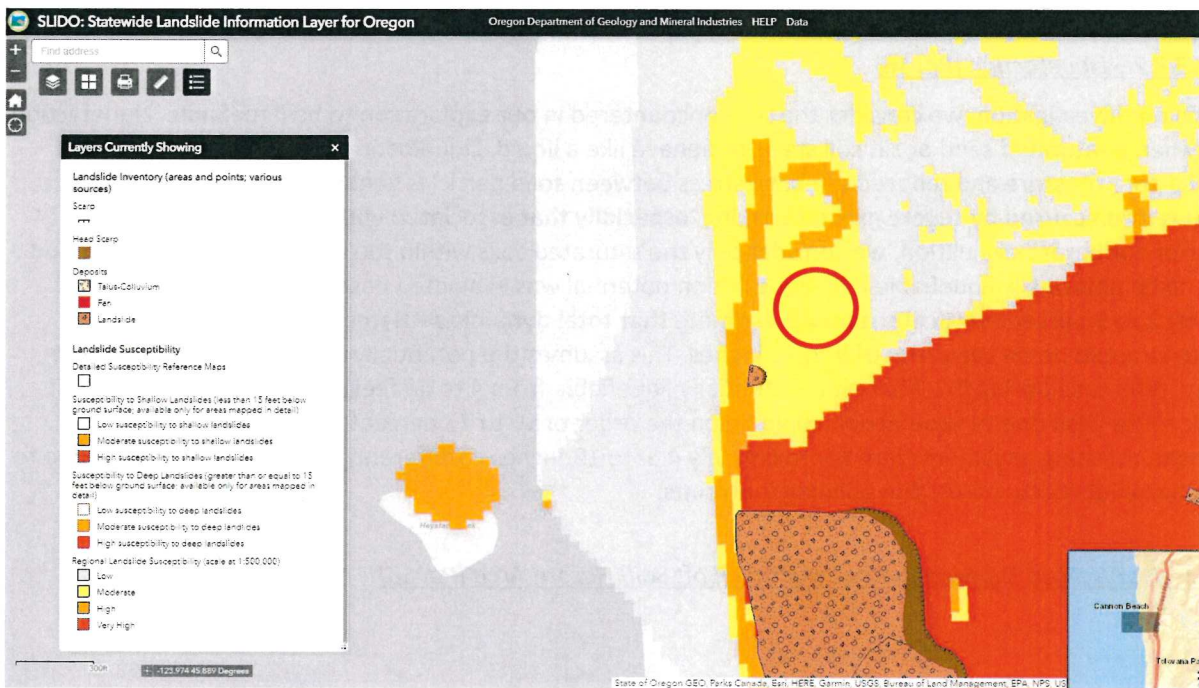 SLIDO: Statewide Landslide Information Layer for Oregon
Oregon Department of Geology and Mineral Industries HELP Data
Find address
Layers Currently Showing
Landslide Inventory (areas and points; various
sources)
Scarp
Head Scarp
Deposits
Talus-Colluvium
Fan
Landslide
Landslide Susceptibility
Detailed Susceptibility Reference Maps
Susceptibility to Shallow Landslides (less than 15 feet below
ground surface; available only for areas mapped in detail)
Low susceptibility to shallow landslides
Moderate susceptibility to shallow landslides
High susceptibility to shallow landslides
Susceptibility to Deep Landslides (greater than or equal to 15
feet below ground surface; available only for areas mapped in
detail)
Low susceptibility to deep landslides
Moderate susceptibility to deep landslides
High susceptibility to deep landslides
Regional Landslide Susceptibility (scale at 1:500,000)
Low
Moderate
High
Very High
300ft
-123.974 45.889 Degrees
Cannon Beach
Tolovana Pa
State of Oregon GEO, Parks Canada, Esri, HERE, Garmin, USGS, Bureau of Land Management, EPA, NPS, US